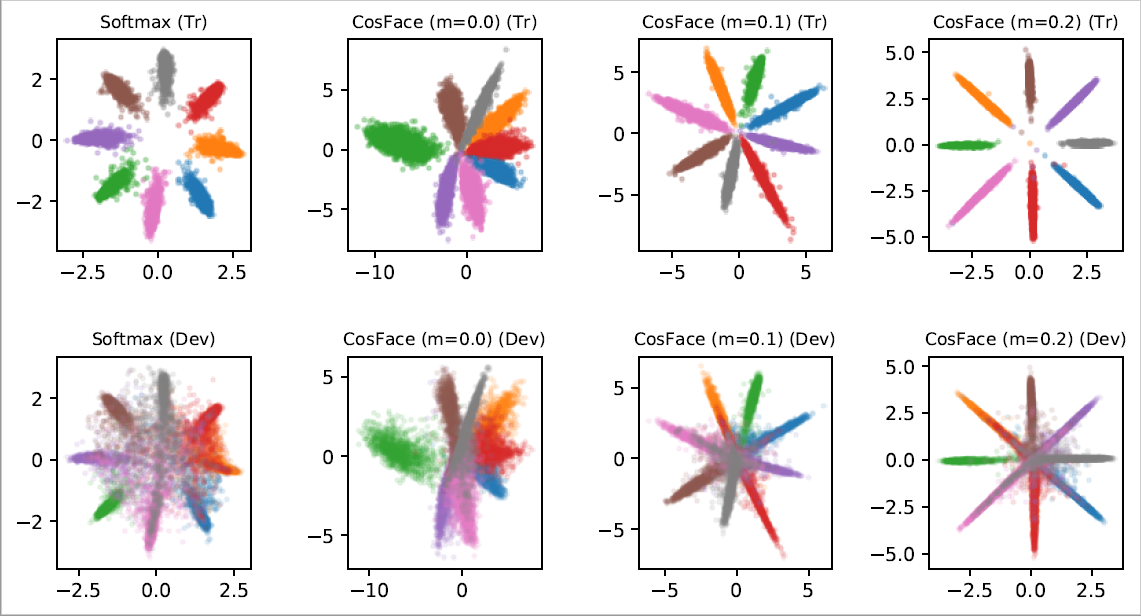 Softmax (Tr)
CosFace (m=0.0) (Tr)
CosFace (m=0.1) (Tr)
CosFace (m=0.2) (Tr)
2
0
−2
−2.5 0.0 2.5
5
0
−5
−10 0
5
0
−5
−5 0 5
5.0
2.5
0.0
−2.5
−5.0
−2.5 0.0 2.5
Softmax (Dev)
CosFace (m=0.0) (Dev)
CosFace (m=0.1) (Dev)
CosFace (m=0.2) (Dev)
2
0
−2
−2.5 0.0 2.5
5
0
−5
−10 0
5
0
−5
−5 0 5
5.0
2.5
0.0
−2.5
−5.0
−2.5 0.0 2.5